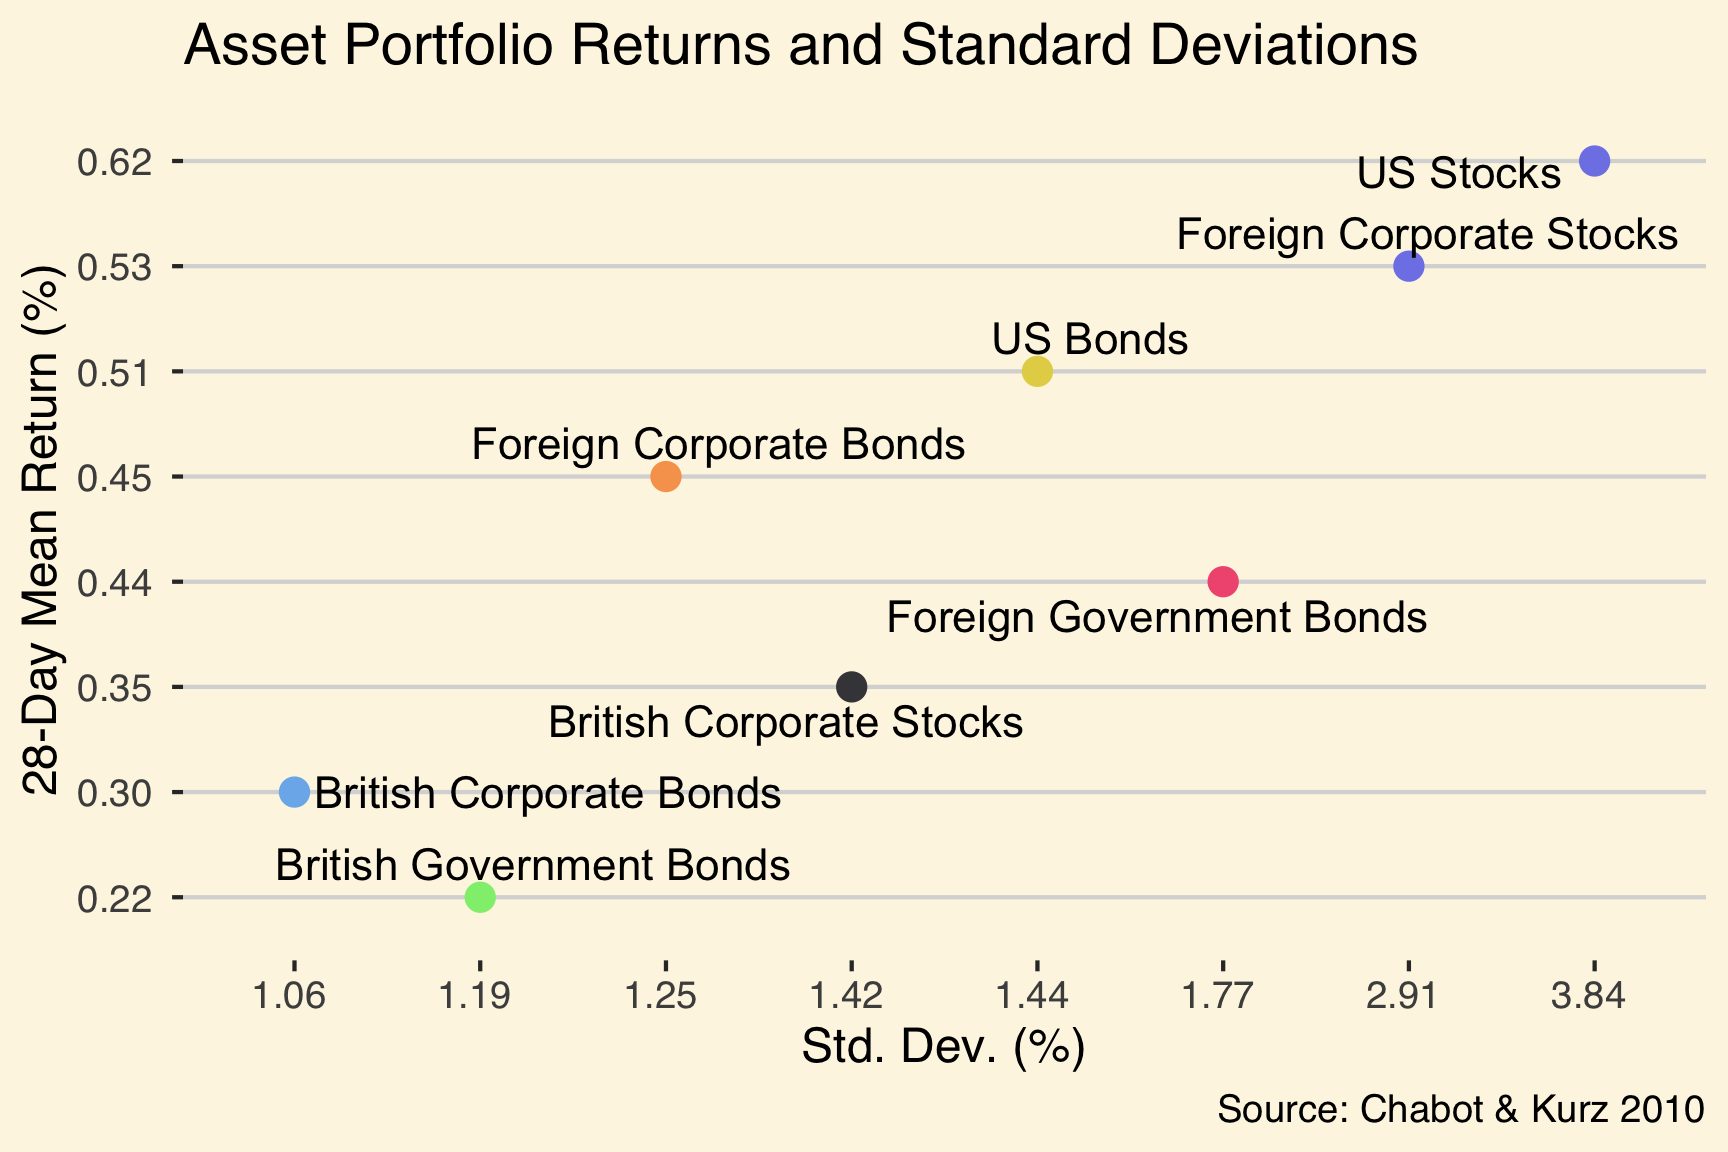 Asset Portfolio Returns and Standard Deviations
28-Day Mean Return (%)
0.62
US Stocks
Foreign Corporate Stocks
0.53
US Bonds
0.51
Foreign Corporate Bonds
0.45
0.44
Foreign Government Bonds
0.35
British Corporate Stocks
0.30
British Corporate Bonds
British Government Bonds
0.22
1.06 1.19 1.25 1.42 1.44 1.77 2.91 3.84
Std. Dev. (%)
Source: Chabot & Kurz 2010